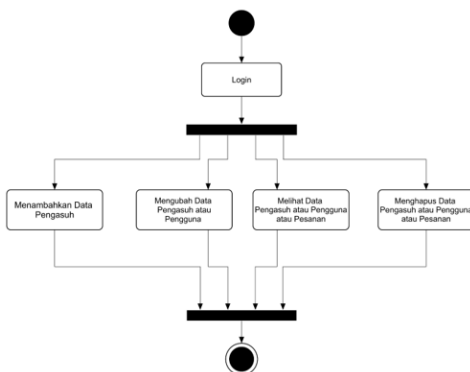 Login
Menambahkan Data
Pengasuh
Mengubah Data
Pengasuh atau
Pengguna
Melihat Data
Pengasuh atau Pengguna
atau Pesanan
Menghapus Data
Pengasuh atau Pengguna
atau Pesanan